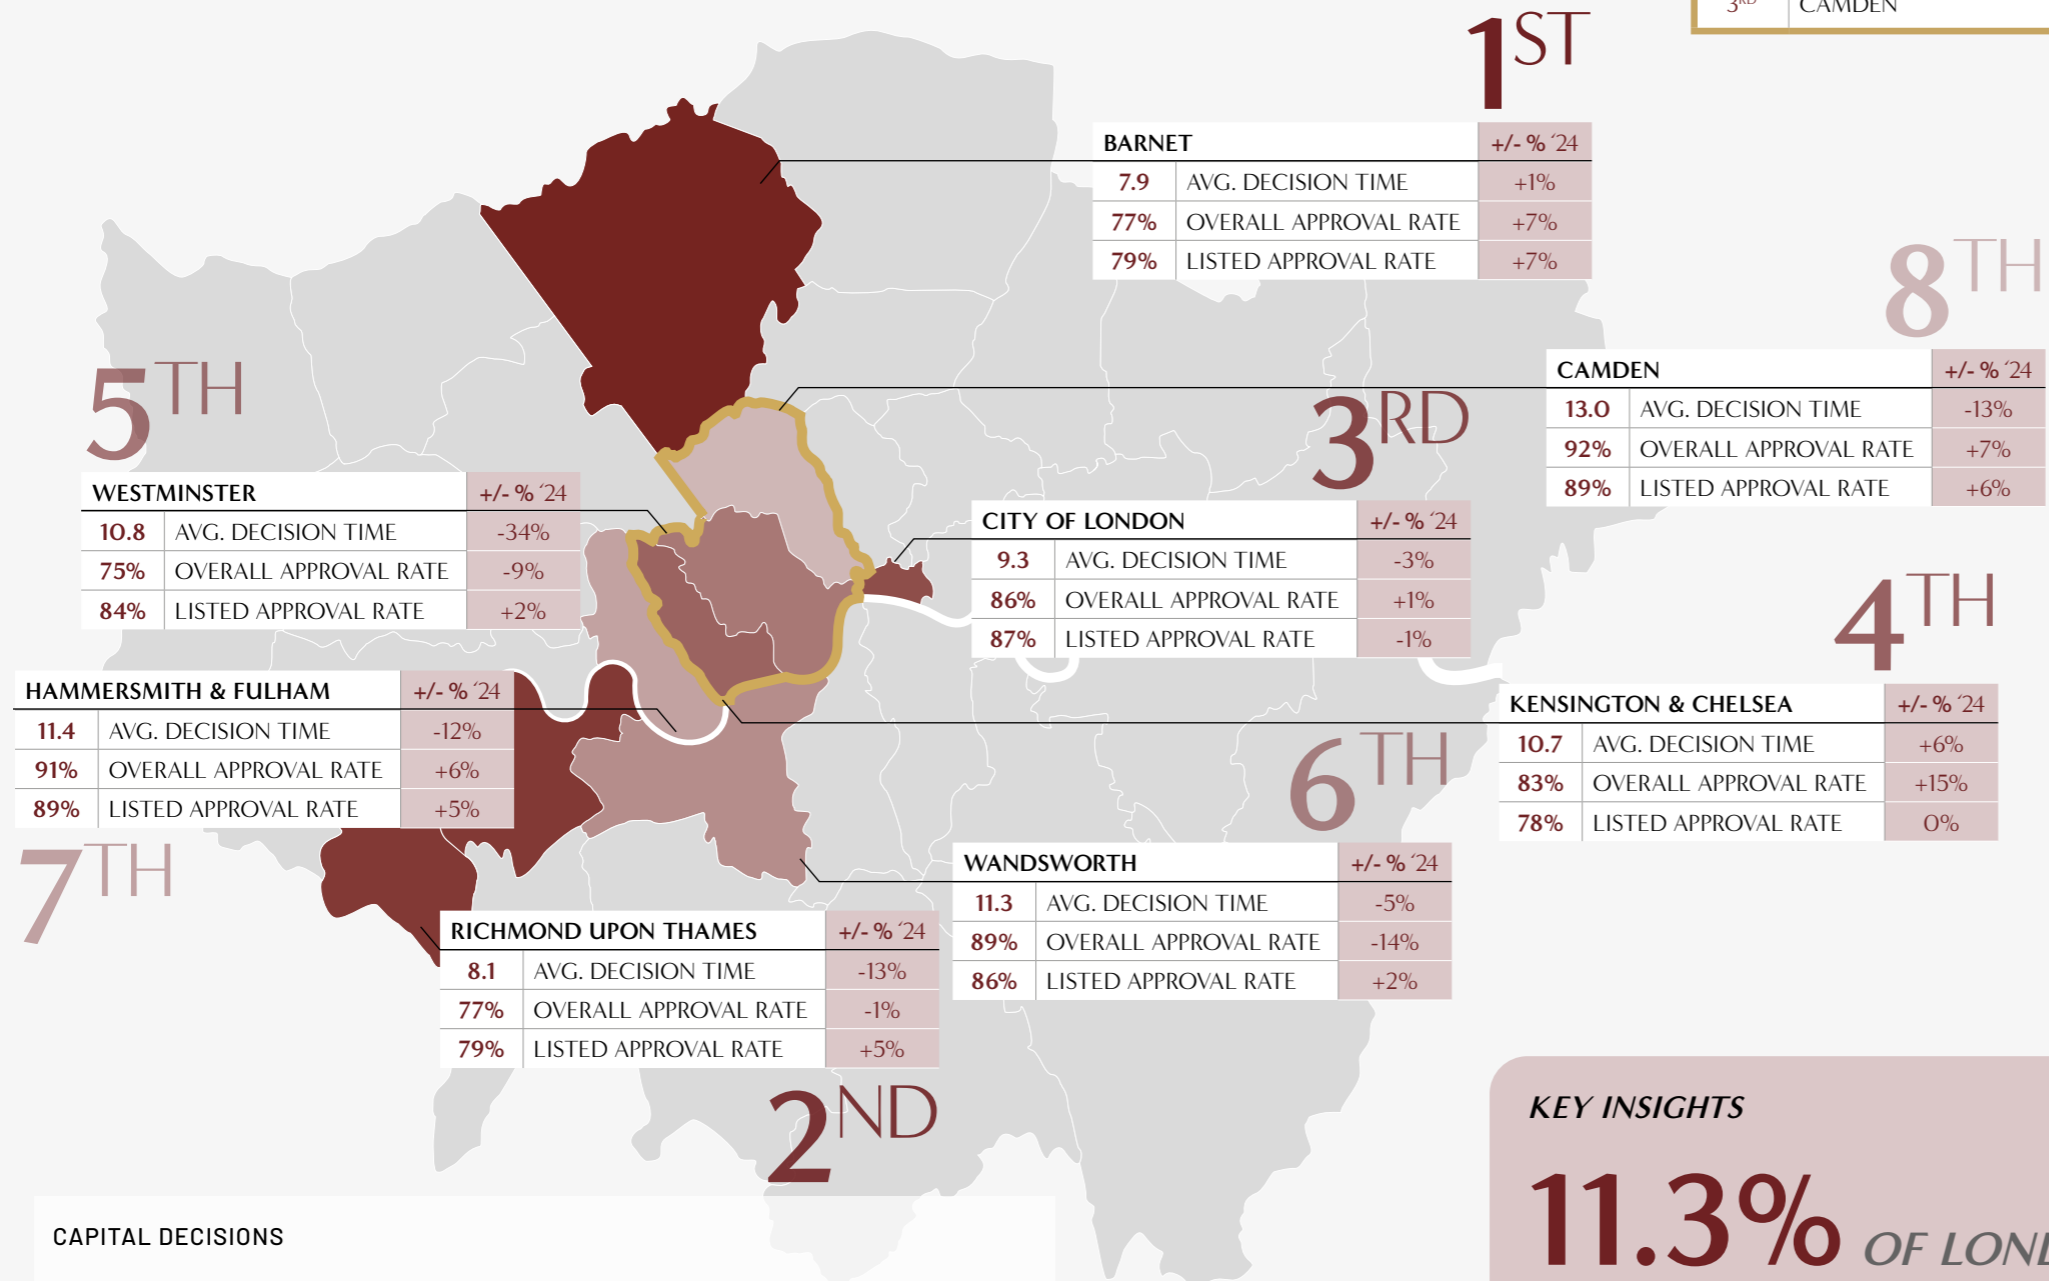 3RD CAMDEN
1ST
BARNET +/- % ‘24
7.9 AVG. DECISION TIME +1%
77% OVERALL APPROVAL RATE +7%
79% LISTED APPROVAL RATE +7%
8TH
CAMDEN +/- % ‘24
13.0 AVG. DECISION TIME -13%
92% OVERALL APPROVAL RATE +7%
89% LISTED APPROVAL RATE +6%
5TH
WESTMINSTER +/- % ‘24
10.8 AVG. DECISION TIME -34%
75% OVERALL APPROVAL RATE -9%
84% LISTED APPROVAL RATE +2%
3RD
CITY OF LONDON +/- % ‘24
9.3 AVG. DECISION TIME -3%
86% OVERALL APPROVAL RATE +1%
87% LISTED APPROVAL RATE -1%
4TH
KENSINGTON & CHELSEA +/- % ‘24
10.7 AVG. DECISION TIME +6%
83% OVERALL APPROVAL RATE +15%
78% LISTED APPROVAL RATE 0%
HAMMERSMITH & FULHAM +/- % ‘24
11.4 AVG. DECISION TIME -12%
91% OVERALL APPROVAL RATE +6%
89% LISTED APPROVAL RATE +5%
7TH
6TH
WANDSWORTH +/- % ‘24
11.3 AVG. DECISION TIME -5%
89% OVERALL APPROVAL RATE -14%
86% LISTED APPROVAL RATE +2%
RICHMOND UPON THAMES +/- % ‘24
8.1 AVG. DECISION TIME -13%
77% OVERALL APPROVAL RATE -1%
79% LISTED APPROVAL RATE +5%
2ND
CAPITAL DECISIONS
KEY INSIGHTS
11.3% OF